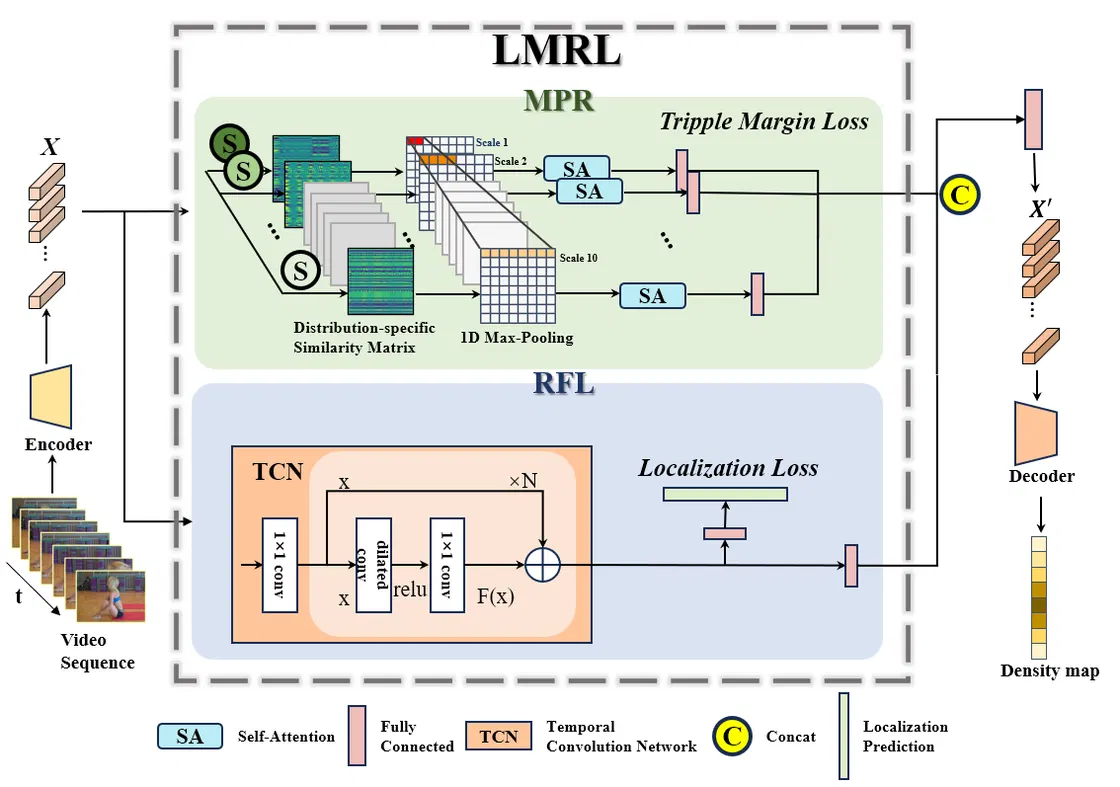 LMRL
MPR
Tripple Margin Loss
X
S
S
Scale 1
Scale 2
SA
SA
C
X′
S
Scale 10
SA
Distribution-specific
Similarity Matrix
1D Max-Pooling
RFL
Encoder
TCN
x
×N
Localization Loss
Decoder
1×1 conv
dilated
conv
relu
1×1 conv
x
F(x)
t
Video
Sequence
Density map
SA
Self-Attention
Fully
Connected
TCN
Temporal
Convolution Network
C
Concat
Localization
Prediction